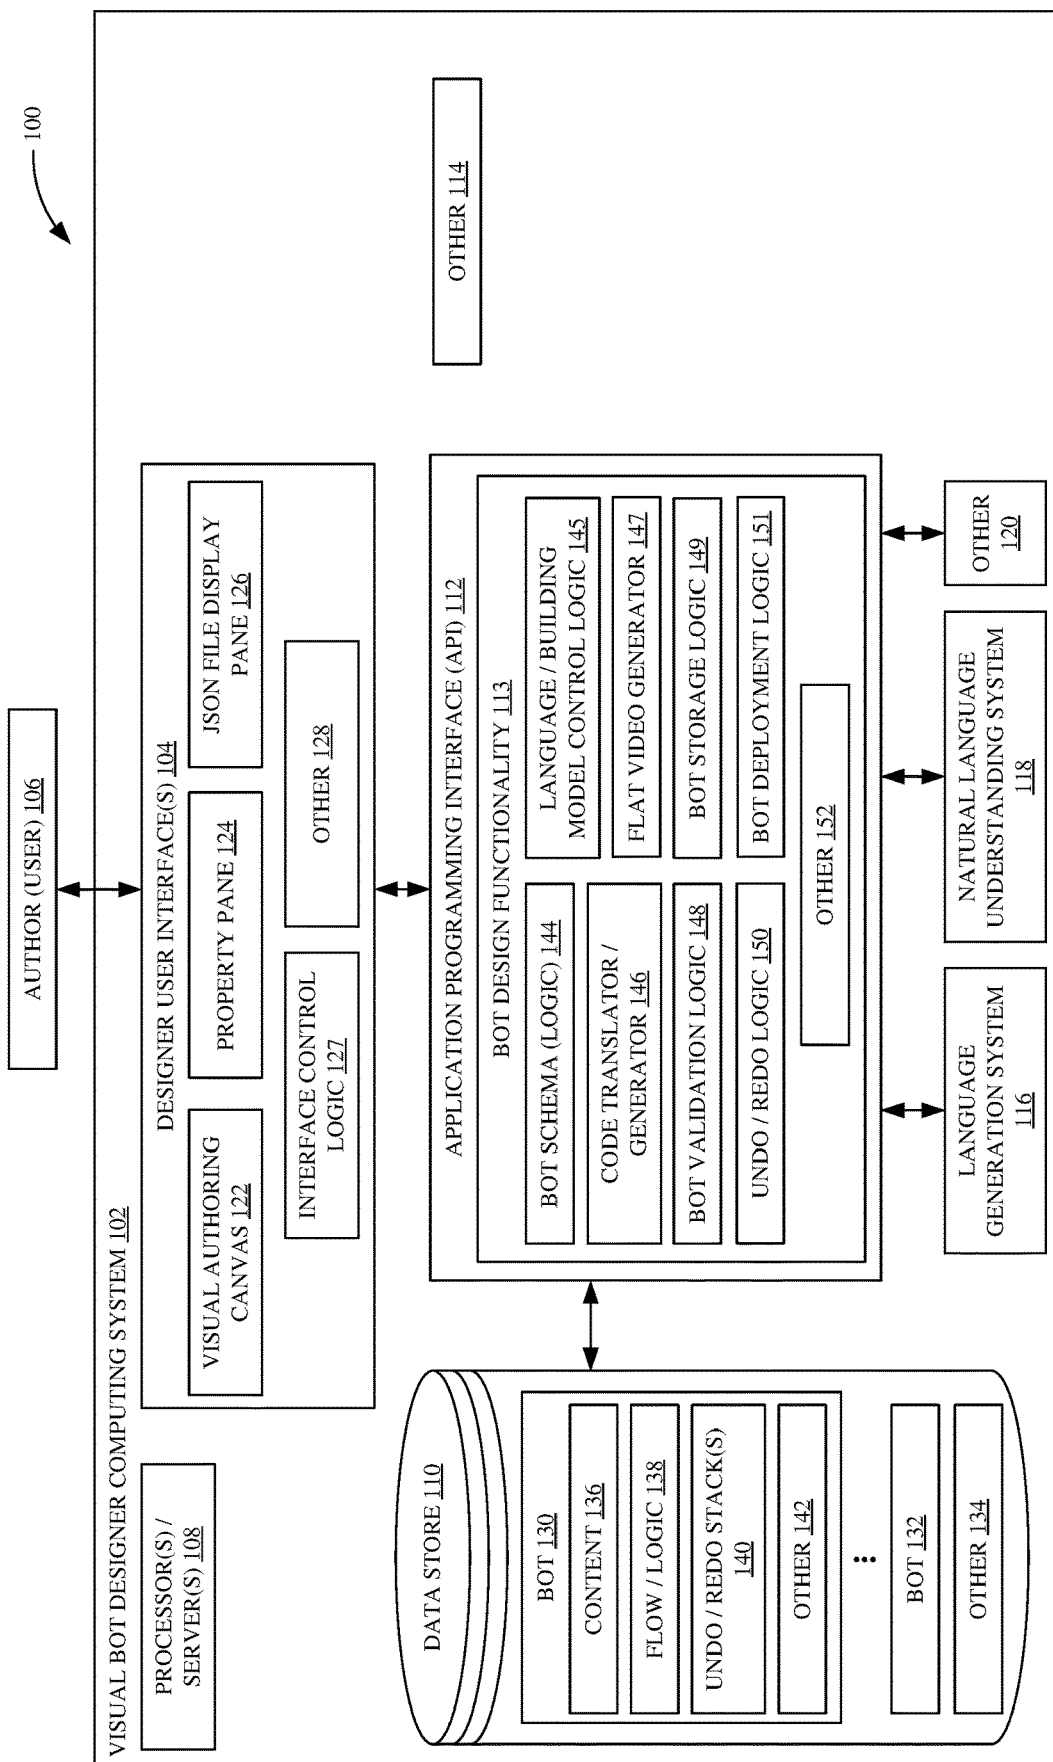 100
AUTHOR (USER) 106
VISUAL BOT DESIGNER COMPUTING SYSTEM 102
PROCESSOR(S) /
SERVER(S) 108
DESIGNER USER INTERFACE(S) 104
VISUAL AUTHORING
CANVAS 122
PROPERTY PANE 124
JSON FILE DISPLAY
PANE 126
INTERFACE CONTROL
LOGIC 127
OTHER 128
DATA STORE 110
BOT 130
CONTENT 136
FLOW / LOGIC 138
UNDO / REDO STACK(S)
140
OTHER 142
BOT 132
OTHER 134
APPLICATION PROGRAMMING INTERFACE (API) 112
BOT DESIGN FUNCTIONALITY 113
BOT SCHEMA (LOGIC) 144
LANGUAGE / BUILDING
MODEL CONTROL LOGIC 145
CODE TRANSLATOR /
GENERATOR 146
FLAT VIDEO GENERATOR 147
BOT VALIDATION LOGIC 148
BOT STORAGE LOGIC 149
UNDO / REDO LOGIC 150
BOT DEPLOYMENT LOGIC 151
OTHER 152
OTHER 114
LANGUAGE
GENERATION SYSTEM
116
NATURAL LANGUAGE
UNDERSTANDING SYSTEM
118
OTHER
120